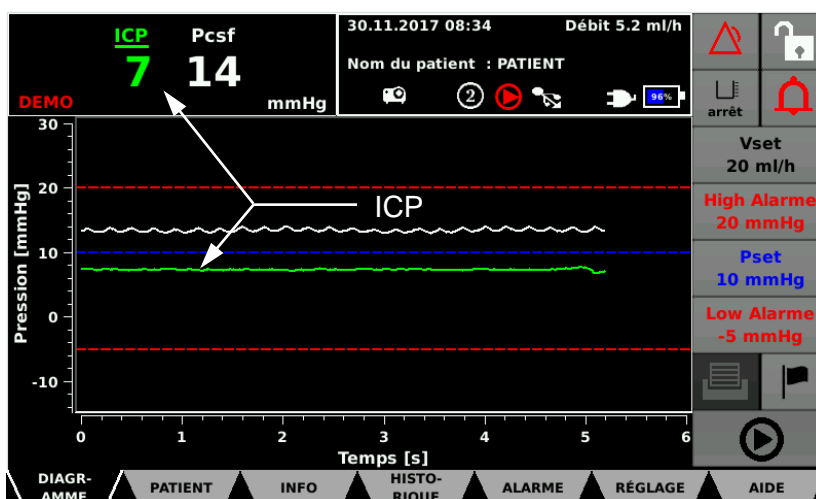 ICP Pcsf
7 14
DEMO mmHg
30.11.2017 08:34 Débit 5.2 ml/h
Nom du patient : PATIENT
2
96%
arrêt
Vset
20 ml/h
High Alarme
20 mmHg
Pset
10 mmHg
Low Alarme
-5 mmHg
Pression [mmHg]
30
20
10
0
-10
ICP
0 1 2 3 4 5 6
Temps [s]
DIAGR-
AMME
PATIENT
INFO
HISTO-
RIQUE
ALARME
RÉGLAGE
AIDE